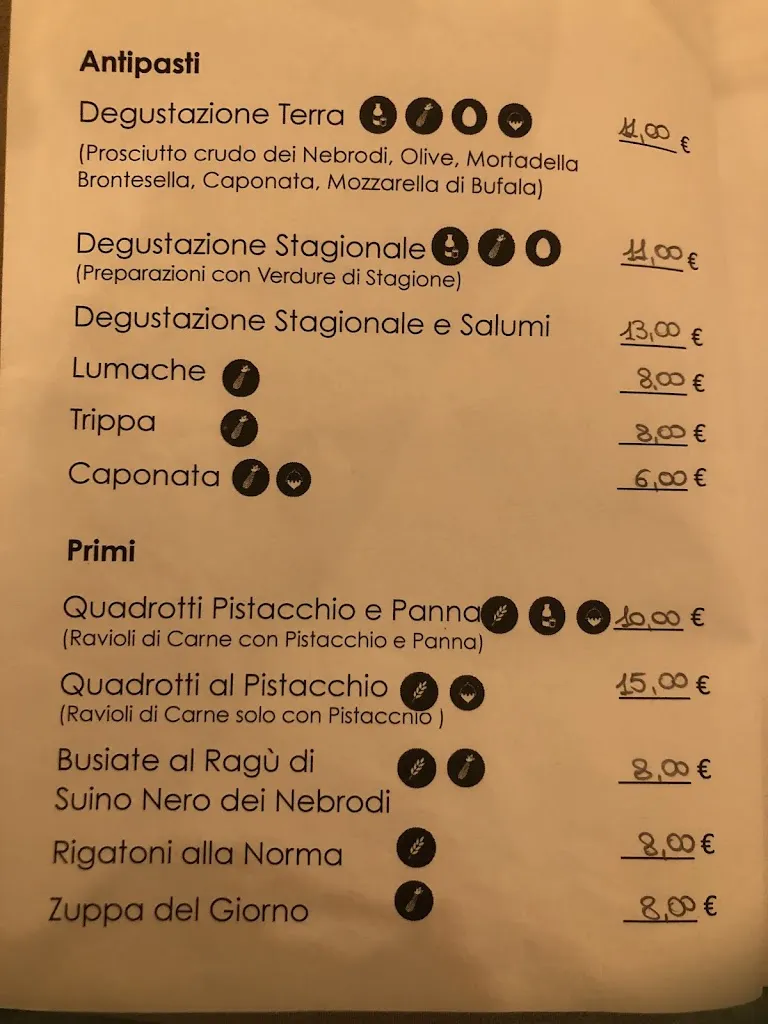 Antipasti
Degustazione Terra 11,00 €
(Prosciutto crudo dei Nebrodi, Olive, Mortadella
Brontesella, Caponata, Mozzarella di Bufala)
Degustazione Stagionale 11,00 €
(Preparazioni con Verdure di Stagione)
Degustazione Stagionale e Salumi 13,00 €
Lumache 8,00 €
Trippa 8,00 €
Caponata 6,00 €
Primi
Quadrotti Pistacchio e Panna 10,00 €
(Ravioli di Carne con Pistacchio e Panna)
Quadrotti al Pistacchio 15,00 €
(Ravioli di Carne solo con Pistacchio )
Busiate al Ragù di 8,00 €
Suino Nero dei Nebrodi
Rigatoni alla Norma 8,00 €
Zuppa del Giorno 8,00 €